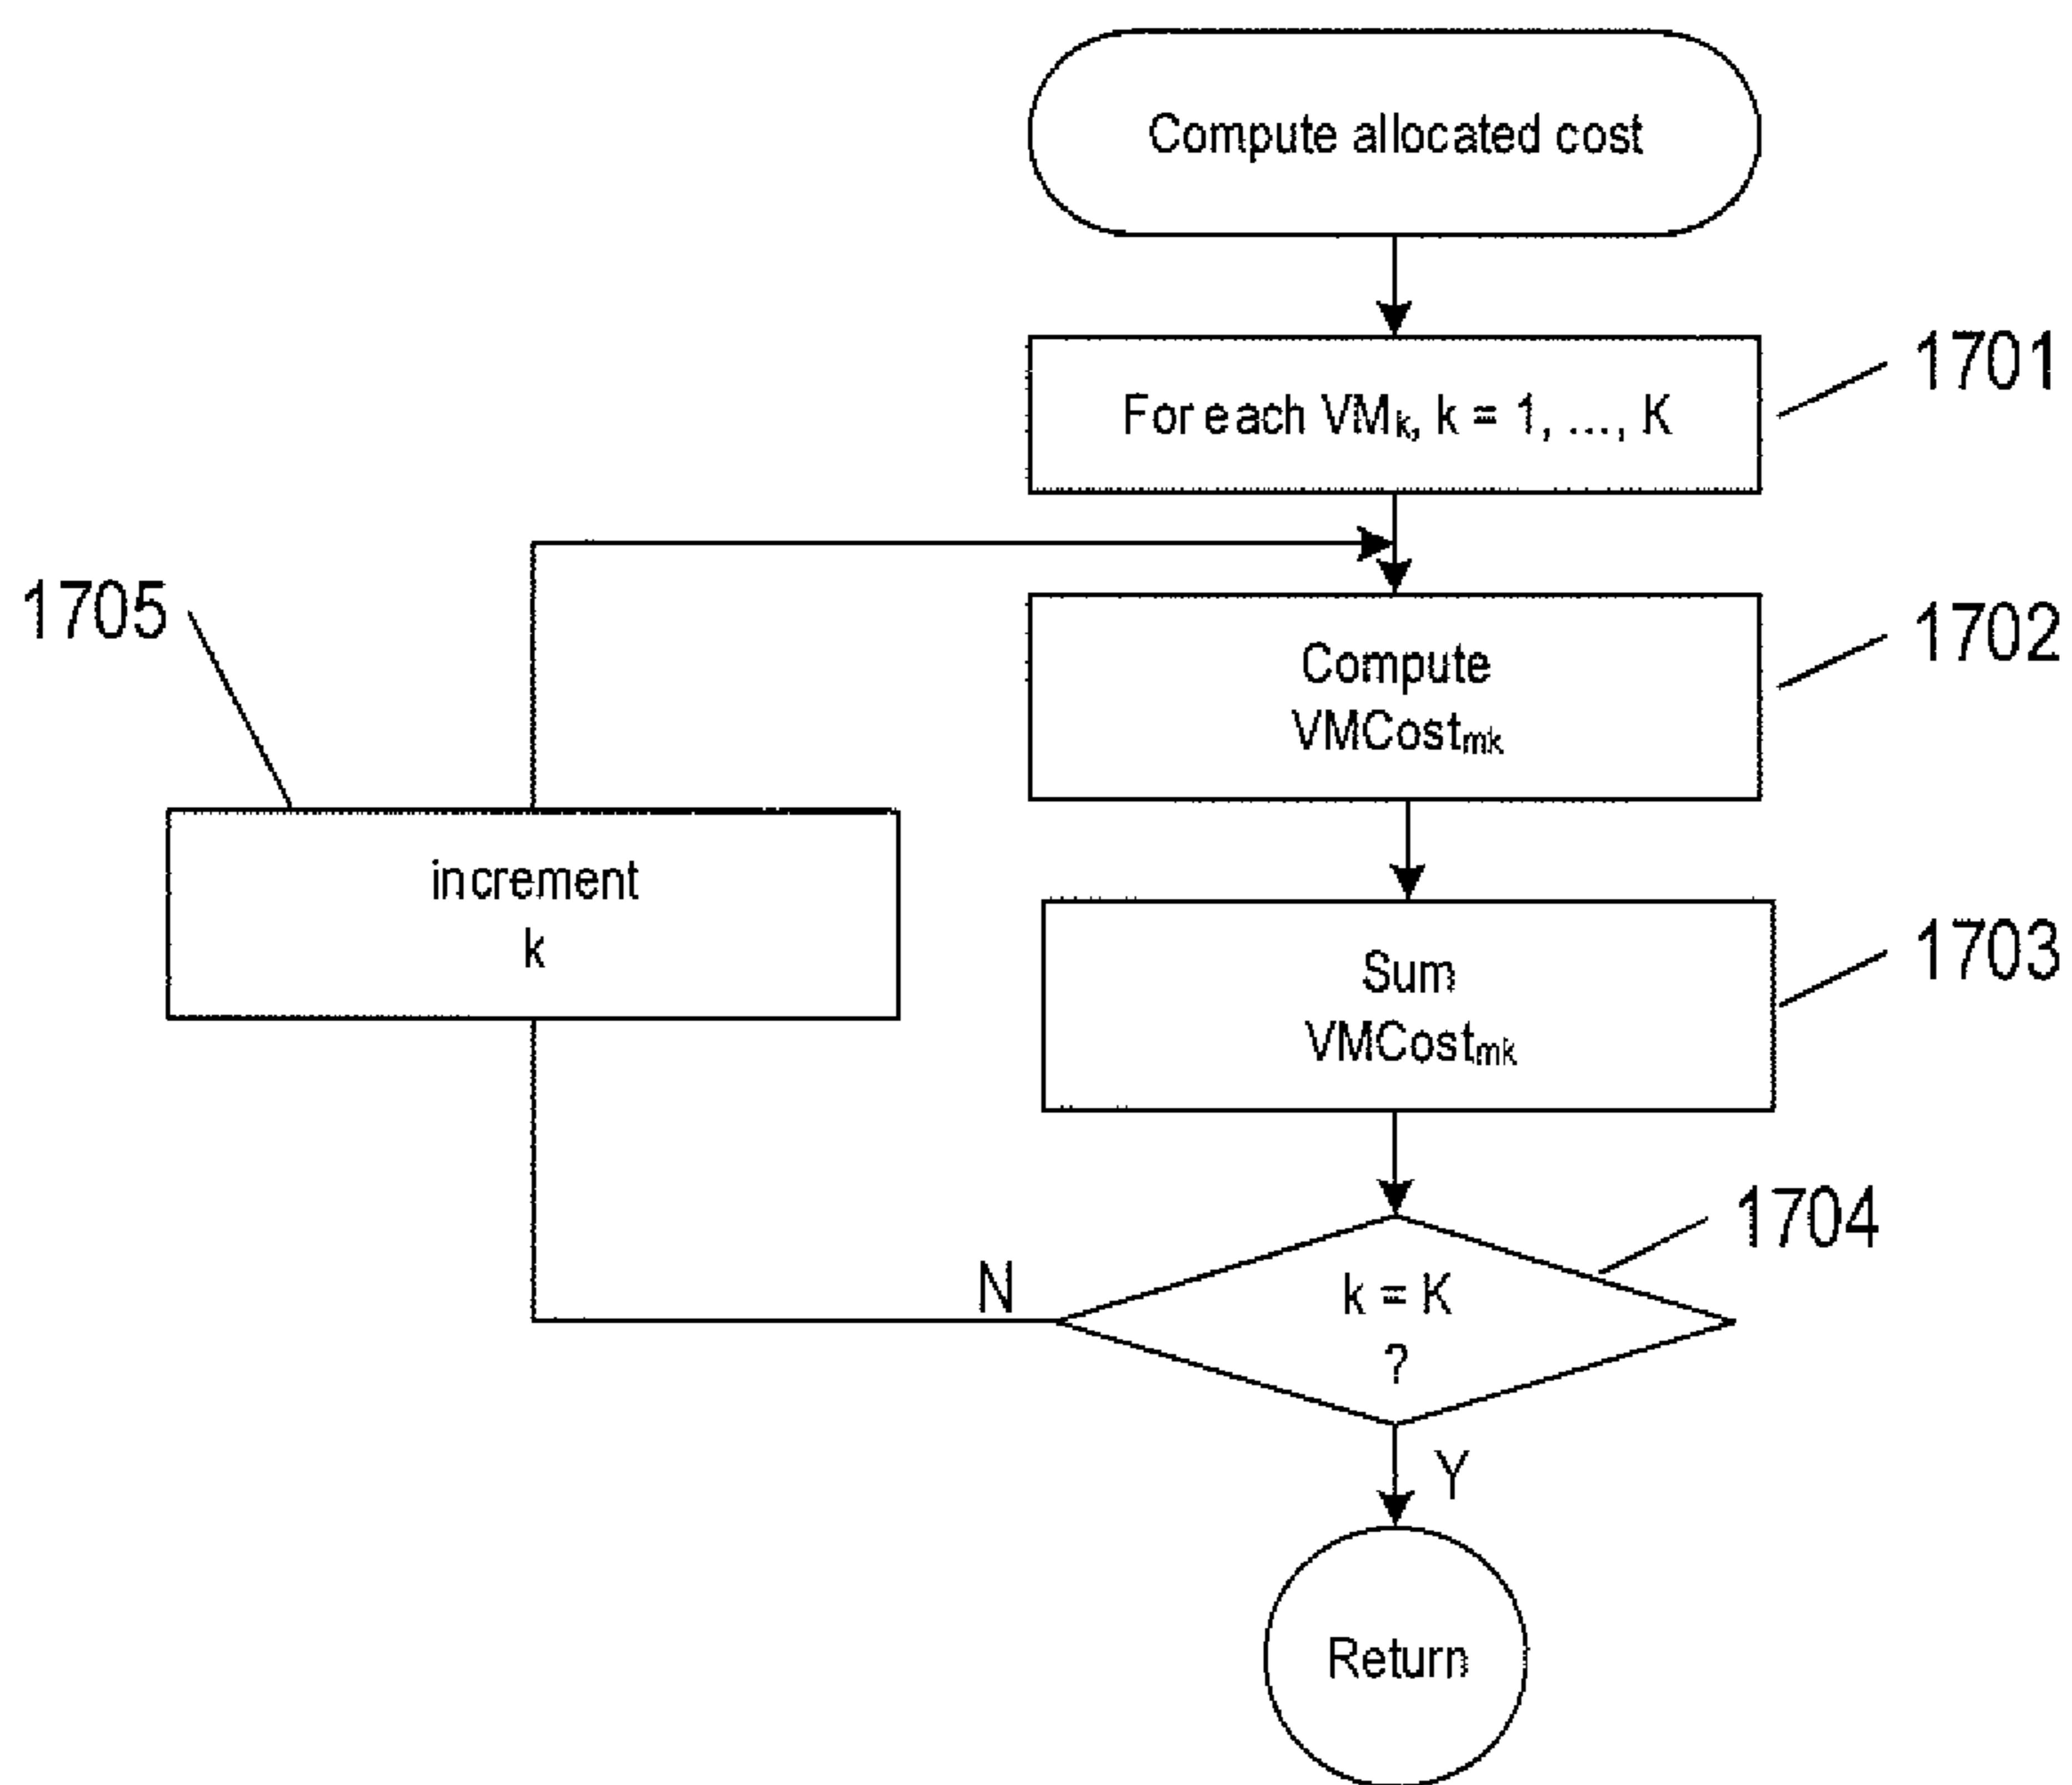 Compute allocated cost
For each VMk, k = 1, ..., K
1701
Compute
VMCostmk
1702
1705
increment
k
Sum
VMCostmk
1703
1704
N
k = K
?
Y
Return